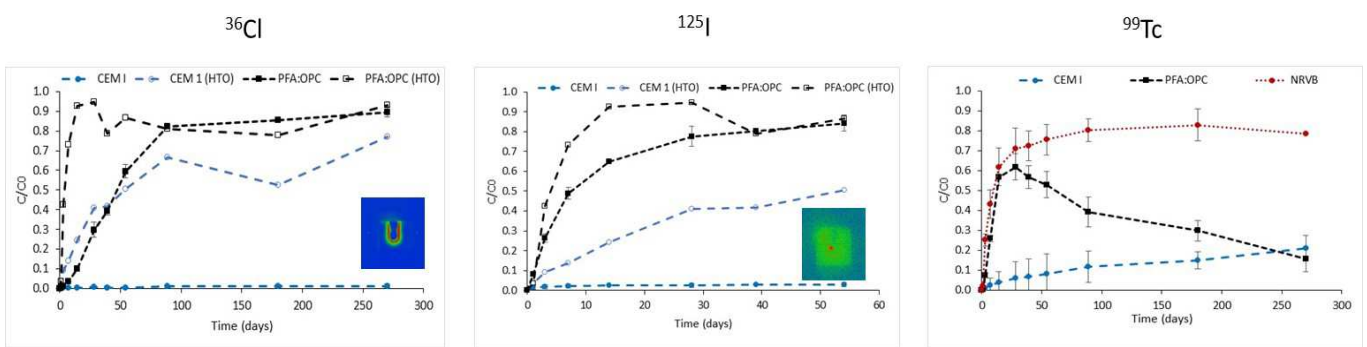 ³⁶Cl
CEM I CEM 1 (HTO) PFA:OPC PFA:OPC (HTO)
1.0
0.9
0.8
0.7
0.6
0.5
0.4
0.3
0.2
0.1
0.0
C/C0
0 50 100 150 200 250 300
Time (days)
¹²⁵I
CEM I CEM 1 (HTO) PFA:OPC PFA:OPC (HTO)
1.0
0.9
0.8
0.7
0.6
0.5
0.4
0.3
0.2
0.1
0.0
C/C0
0 10 20 30 40 50 60
Time (days)
⁹⁹Tc
CEM I PFA:OPC NRVB
1.0
0.9
0.8
0.7
0.6
0.5
0.4
0.3
0.2
0.1
0.0
C/C0
0 50 100 150 200 250 300
Time (days)